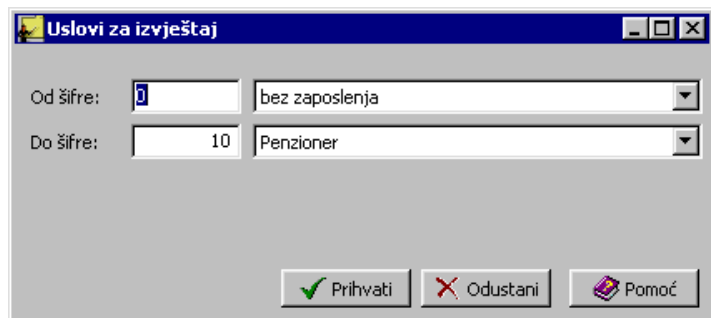 Uslovi za izvještaj
Od šifre: 0 bez zaposlenja
Do šifre: 10 Penzioner
Prihvati Odustani Pomoć